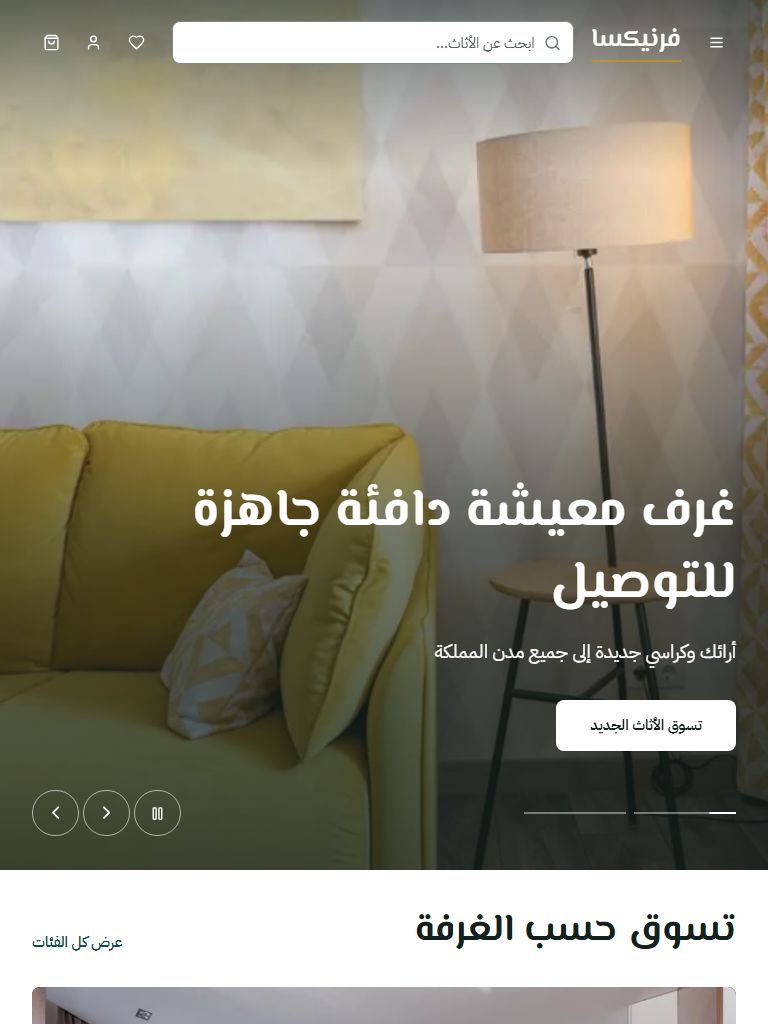 فرنيكسا
ابحث عن الأثاث...
غرف معيشة دافئة جاهزة
للتوصيل
أرائك وكراسي جديدة إلى جميع مدن المملكة
تسوق الأثاث الجديد
تسوق حسب الغرفة
عرض كل الفئات